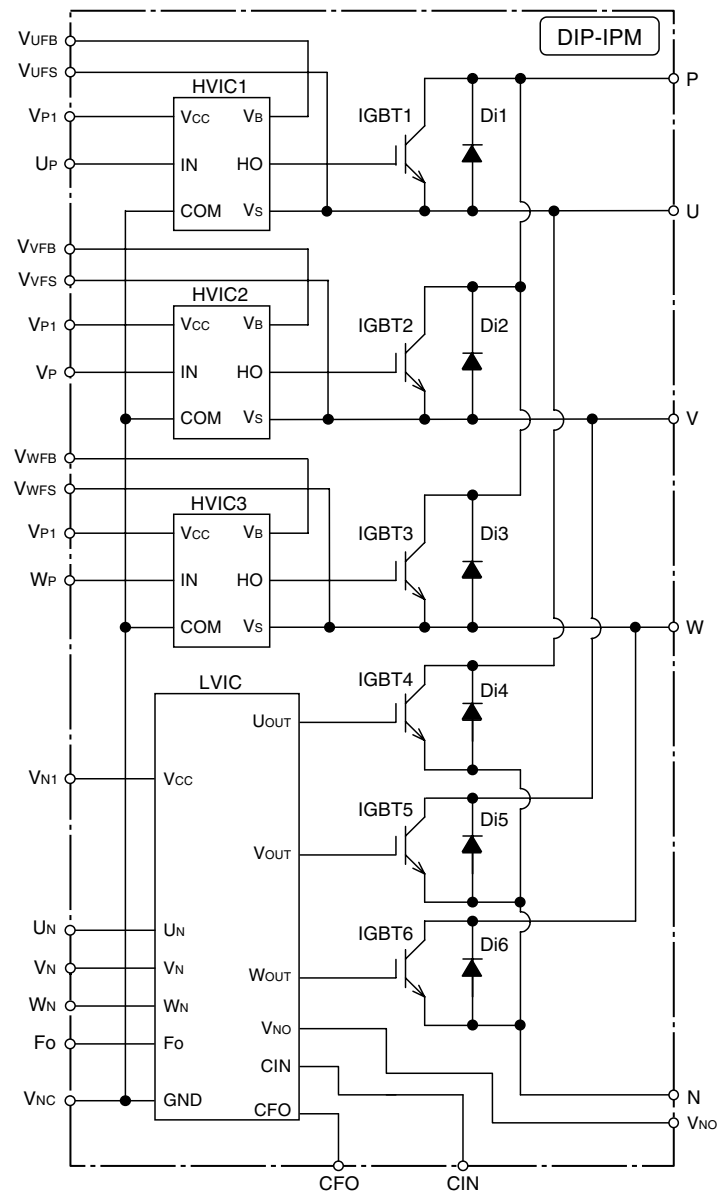 DIP-IPM
VUFB
VUFS
HVIC1
VP1
VCC
VB
IGBT1
Di1
P
UP
IN
HO
COM
VS
U
VVFB
VVFS
HVIC2
VP1
VCC
VB
IGBT2
Di2
VP
IN
HO
COM
VS
V
VWFB
VWFS
HVIC3
VP1
VCC
VB
IGBT3
Di3
WP
IN
HO
COM
VS
W
LVIC
IGBT4
Di4
UOUT
VN1
VCC
IGBT5
Di5
VOUT
UN
UN
IGBT6
Di6
VN
VN
WOUT
WN
WN
VNO
FO
FO
CIN
VNC
GND
CFO
N
VNO
CFO
CIN